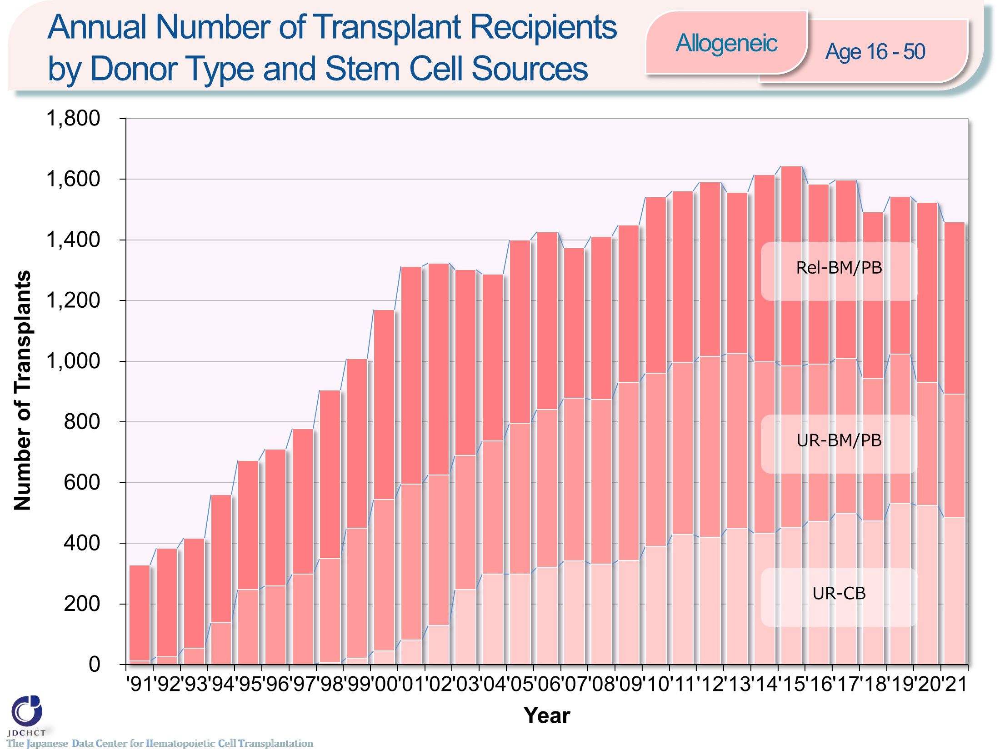 Annual Number of Transplant Recipients
by Donor Type and Stem Cell Sources
Allogeneic
Age 16 - 50
1,800
1,600
1,400
1,200
1,000
800
600
400
200
0
Number of Transplants
Rel-BM/PB
UR-BM/PB
UR-CB
'91 '92 '93 '94 '95 '96 '97 '98 '99 '00 '01 '02 '03 '04 '05 '06 '07 '08 '09 '10 '11 '12 '13 '14 '15 '16 '17 '18 '19 '20 '21
Year
JDCHCT
The Japanese Data Center for Hematopoietic Cell Transplantation